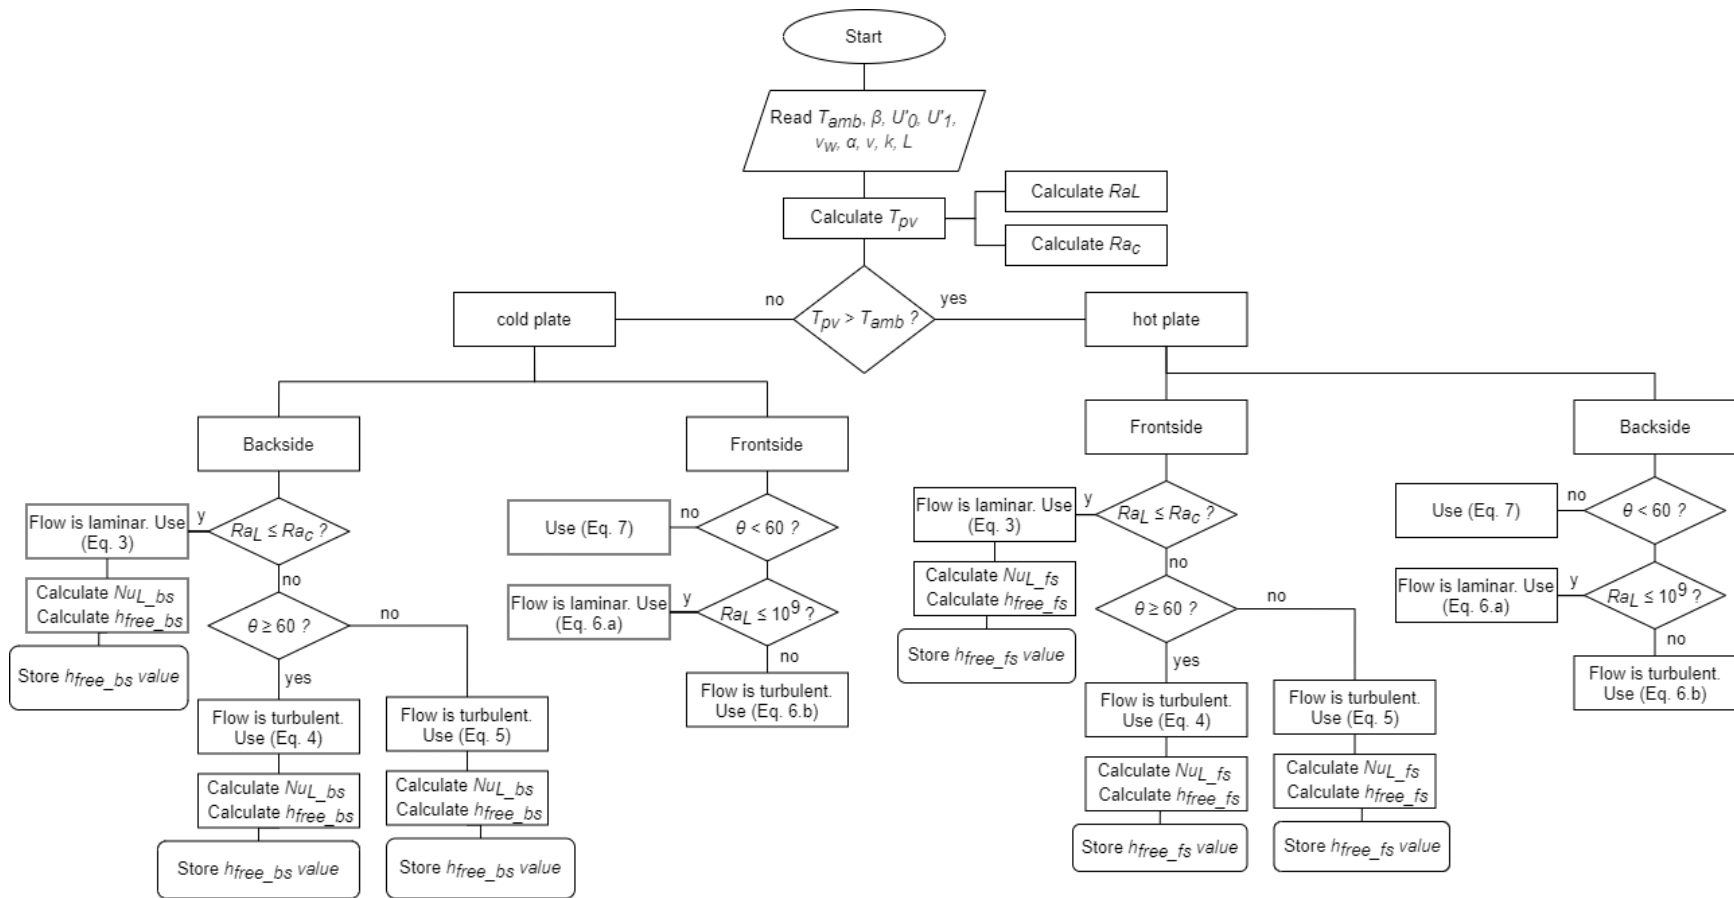 Start
Read T_amb, β, U'_0, U'_1,
v_w, α, ν, k, L
Calculate T_pv
Calculate RaL
Calculate Ra_c
no
T_pv > T_amb ?
yes
cold plate
hot plate
Backside
Frontside
Frontside
Backside
Flow is laminar. Use
(Eq. 3)
y
Ra_L ≤ Ra_c ?
no
Calculate Nu_L_bs
Calculate h_free_bs
Store h_free_bs value
θ ≥ 60 ?
no
yes
Flow is turbulent.
Use (Eq. 4)
Calculate Nu_L_bs
Calculate h_free_bs
Store h_free_bs value
Flow is turbulent.
Use (Eq. 5)
Calculate Nu_L_bs
Calculate h_free_bs
Store h_free_bs value
Use (Eq. 7)
no
θ < 60 ?
Flow is laminar. Use
(Eq. 6.a)
y
Ra_L ≤ 10^9 ?
no
Flow is turbulent.
Use (Eq. 6.b)
Flow is laminar. Use
(Eq. 3)
y
Ra_L ≤ Ra_c ?
no
Calculate Nu_L_fs
Calculate h_free_fs
Store h_free_fs value
θ ≥ 60 ?
no
yes
Flow is turbulent.
Use (Eq. 4)
Calculate Nu_L_fs
Calculate h_free_fs
Store h_free_fs value
Flow is turbulent.
Use (Eq. 5)
Calculate Nu_L_fs
Calculate h_free_fs
Store h_free_fs value
Use (Eq. 7)
no
θ < 60 ?
Flow is laminar. Use
(Eq. 6.a)
y
Ra_L ≤ 10^9 ?
no
Flow is turbulent.
Use (Eq. 6.b)